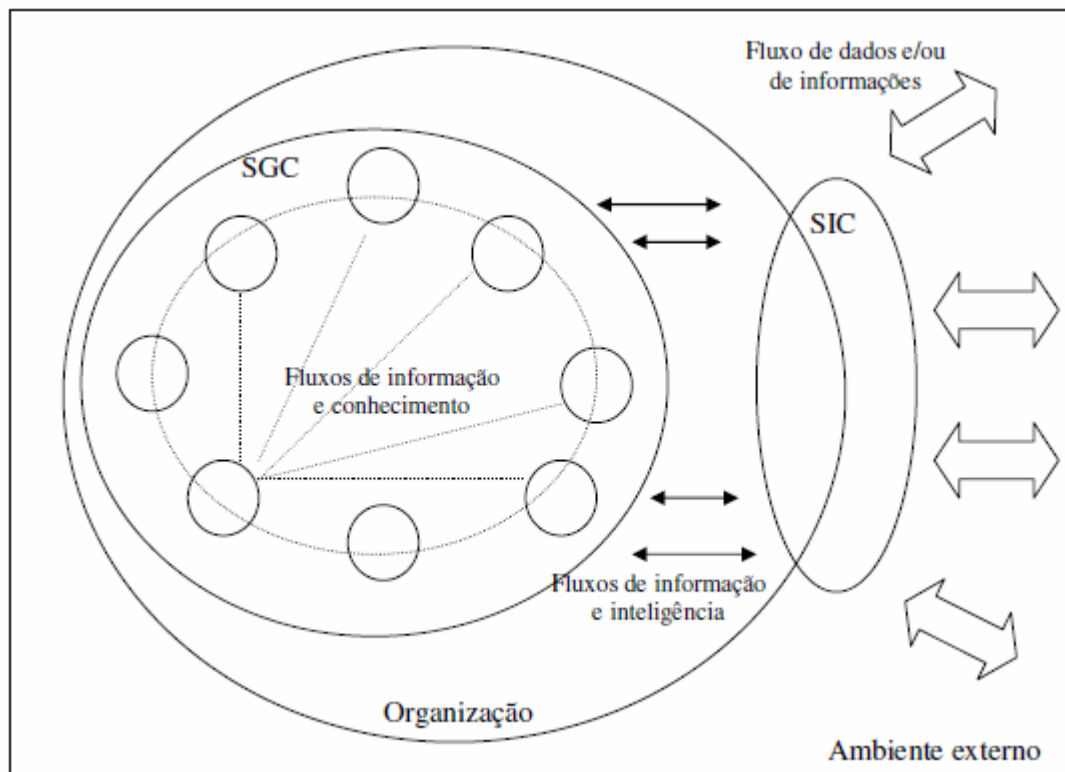 Fluxo de dados e/ou
de informações
SGC
SIC
Fluxos de informação
e conhecimento
Fluxos de informação
e inteligência
Organização
Ambiente externo